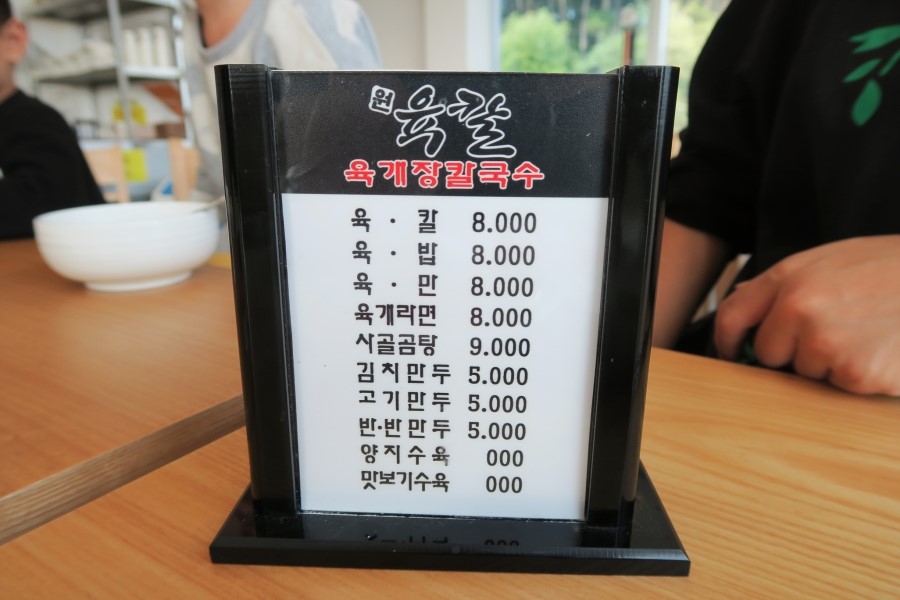 원 육칼
육개장칼국수
육 · 칼 8.000
육 · 밥 8.000
육 · 만 8.000
육개라면 8.000
사골곰탕 9.000
김치만두 5.000
고기만두 5.000
반·반만두 5.000
양지수육 000
맛보기수육 000